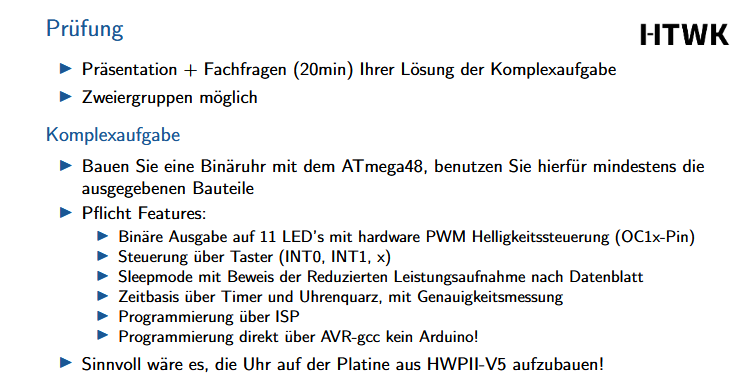 Prüfung
HTWK
▶ Präsentation + Fachfragen (20min) Ihrer Lösung der Komplexaufgabe
▶ Zweiergruppen möglich
Komplexaufgabe
▶ Bauen Sie eine Binäruhr mit dem ATmega48, benutzen Sie hierfür mindestens die
ausgegebenen Bauteile
▶ Pflicht Features:
▶ Binäre Ausgabe auf 11 LED's mit hardware PWM Helligkeitssteuerung (OC1x-Pin)
▶ Steuerung über Taster (INT0, INT1, x)
▶ Sleepmode mit Beweis der Reduzierten Leistungsaufnahme nach Datenblatt
▶ Zeitbasis über Timer und Uhrenquarz, mit Genauigkeitsmessung
▶ Programmierung über ISP
▶ Programmierung direkt über AVR-gcc kein Arduino!
▶ Sinnvoll wäre es, die Uhr auf der Platine aus HWPII-V5 aufzubauen!